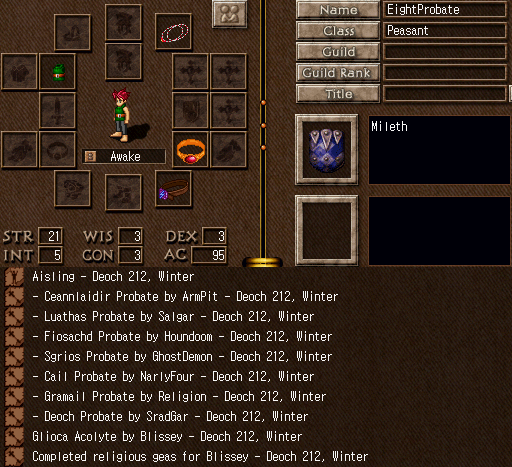 Name EightProbate
Class Peasant
Guild
Guild Rank
Title
Mileth
Awake
STR 21 WIS 3 DEX 3
INT 5 CON 3 AC 95
Aisling - Deoch 212, Winter
- Ceannlaidir Probate by ArmPit - Deoch 212, Winter
- Luathas Probate by Salgar - Deoch 212, Winter
- Fiosachd Probate by Houndoom - Deoch 212, Winter
- Sgrios Probate by GhostDemon - Deoch 212, Winter
- Cail Probate by NarlyFour - Deoch 212, Winter
- Gramail Probate by Religion - Deoch 212, Winter
- Deoch Probate by SradGar - Deoch 212, Winter
Glioca Acolyte by Blissey - Deoch 212, Winter
Completed religious geas for Blissey - Deoch 212, Winter